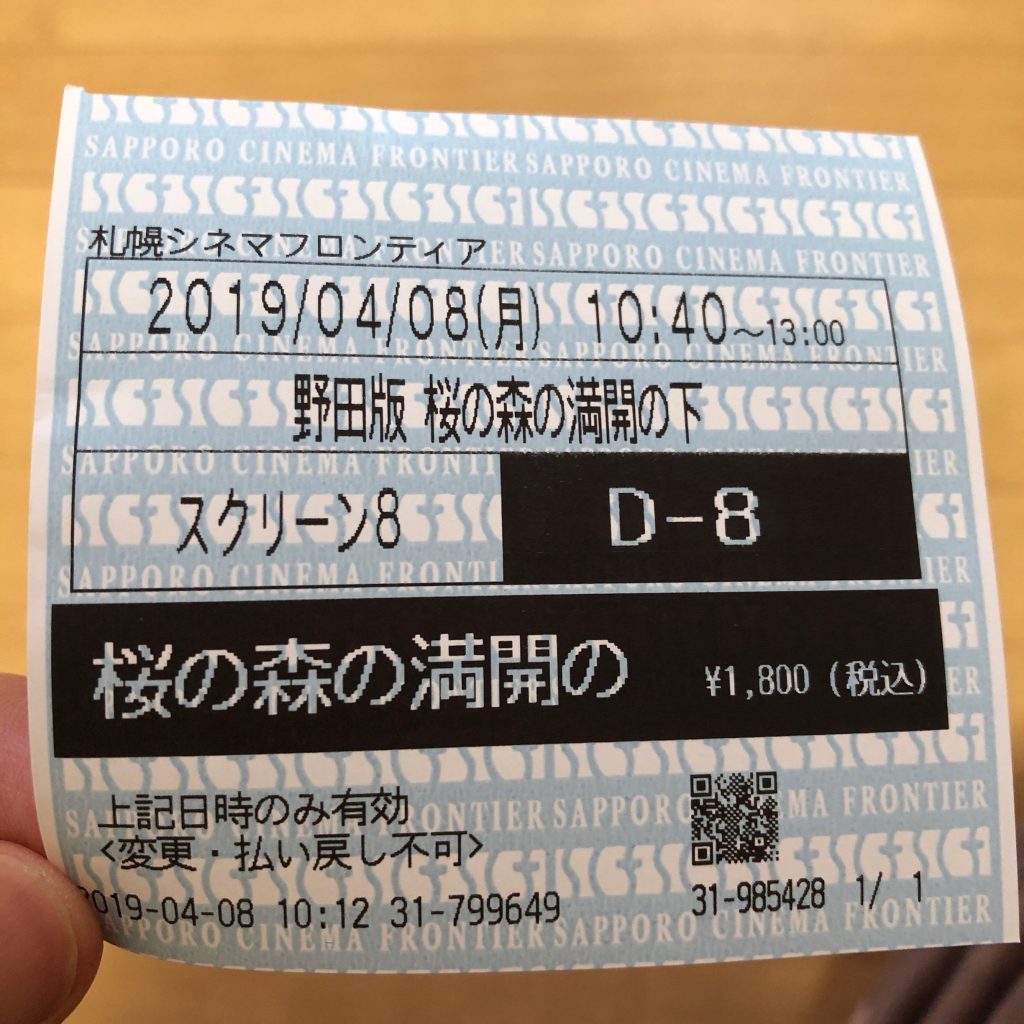 SAPPORO CINEMA FRONTIER SAPPORO CINEMA FRONTIER
札幌シネマフロンティア
2019/04/08(月) 10:40~13:00
野田版 桜の森の満開の下
スクリーン8 D-8
桜の森の満開の ¥1,800 (税込)
上記日時のみ有効
<変更・払い戻し不可>
2019-04-08 10:12 31-799649 31-985428 1/ 1